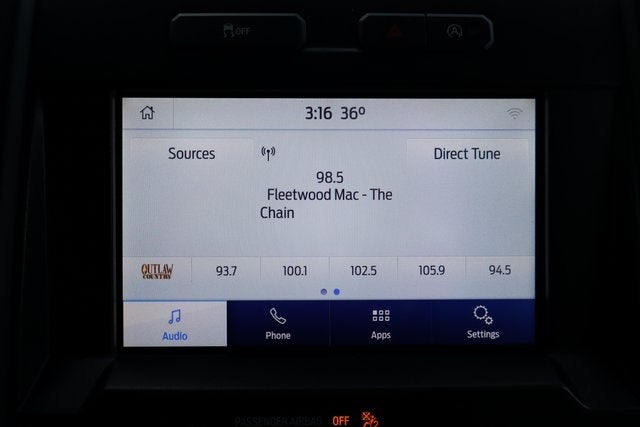 OFF
A
3:16 36º
Sources
Direct Tune
98.5
Fleetwood Mac - The
Chain
OUTLAW
COUNTRY
93.7 100.1 102.5 105.9 94.5
Audio Phone Apps Settings
PASSENGER AIRBAG OFF